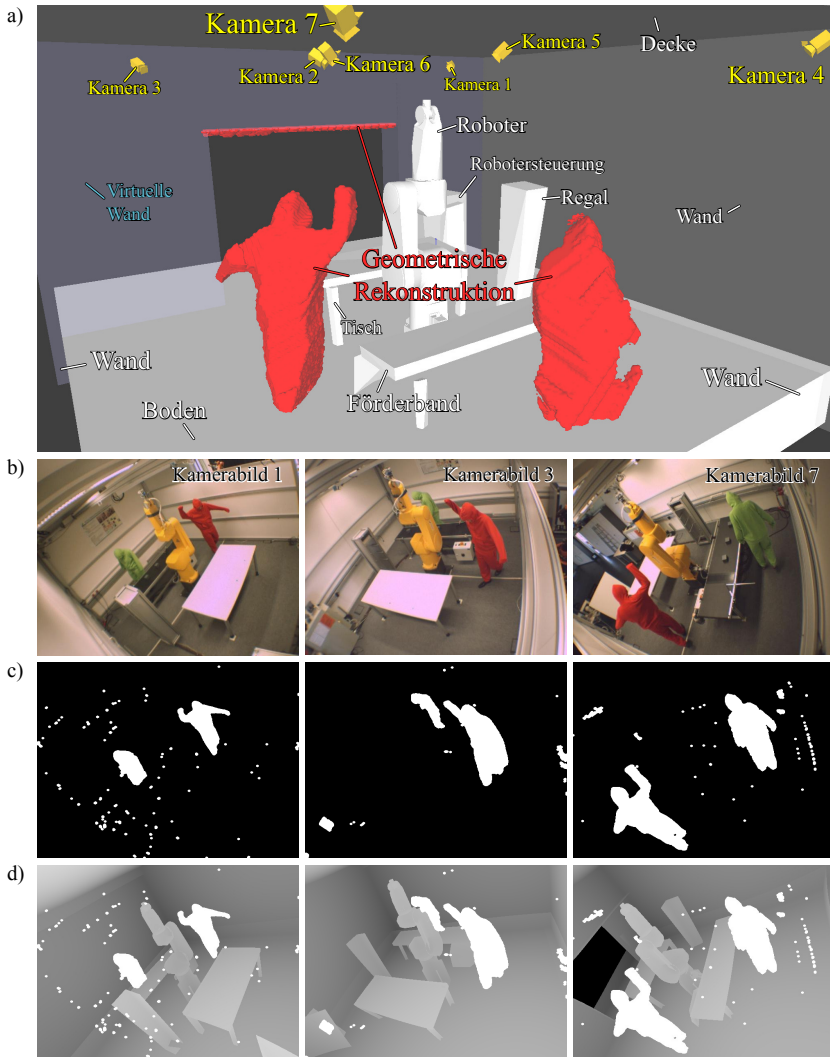 a)
Kamera 7
Decke
Kamera 5
Kamera 4
Kamera 2
Kamera 6
Kamera 3
Kamera 1
Roboter
Robotersteuerung
Regal
Virtuelle
Wand
Wand
Geometrische
Rekonstruktion
Tisch
Wand
Förderband
Wand
Boden
b)
Kamerabild 1
Kamerabild 3
Kamerabild 7
c)
d)